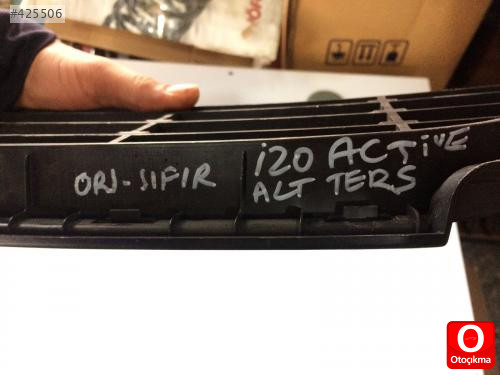 #425506
ORJ-SIFIR
i20 ACTiVE
ALT TERS
O
Otoçıkma